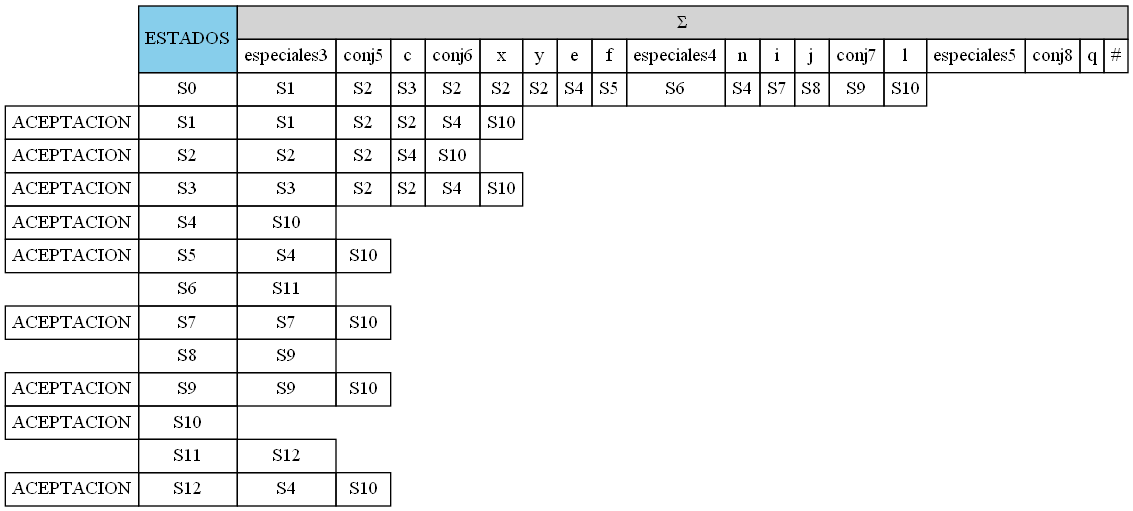 ESTADOS Σ
especiales3 conj5 c conj6 x y e f especiales4 n i j conj7 l especiales5 conj8 q #
S0 S1 S2 S3 S2 S2 S2 S4 S5 S6 S4 S7 S8 S9 S10
ACEPTACION S1 S1 S2 S2 S4 S10
ACEPTACION S2 S2 S2 S4 S10
ACEPTACION S3 S3 S2 S2 S4 S10
ACEPTACION S4 S10
ACEPTACION S5 S4 S10
S6 S11
ACEPTACION S7 S7 S10
S8 S9
ACEPTACION S9 S9 S10
ACEPTACION S10
S11 S12
ACEPTACION S12 S4 S10